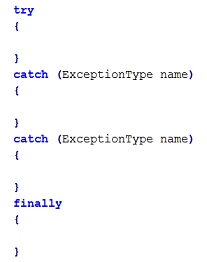 try
{
}
catch (ExceptionType name)
{
}
catch (ExceptionType name)
{
}
finally
{
}